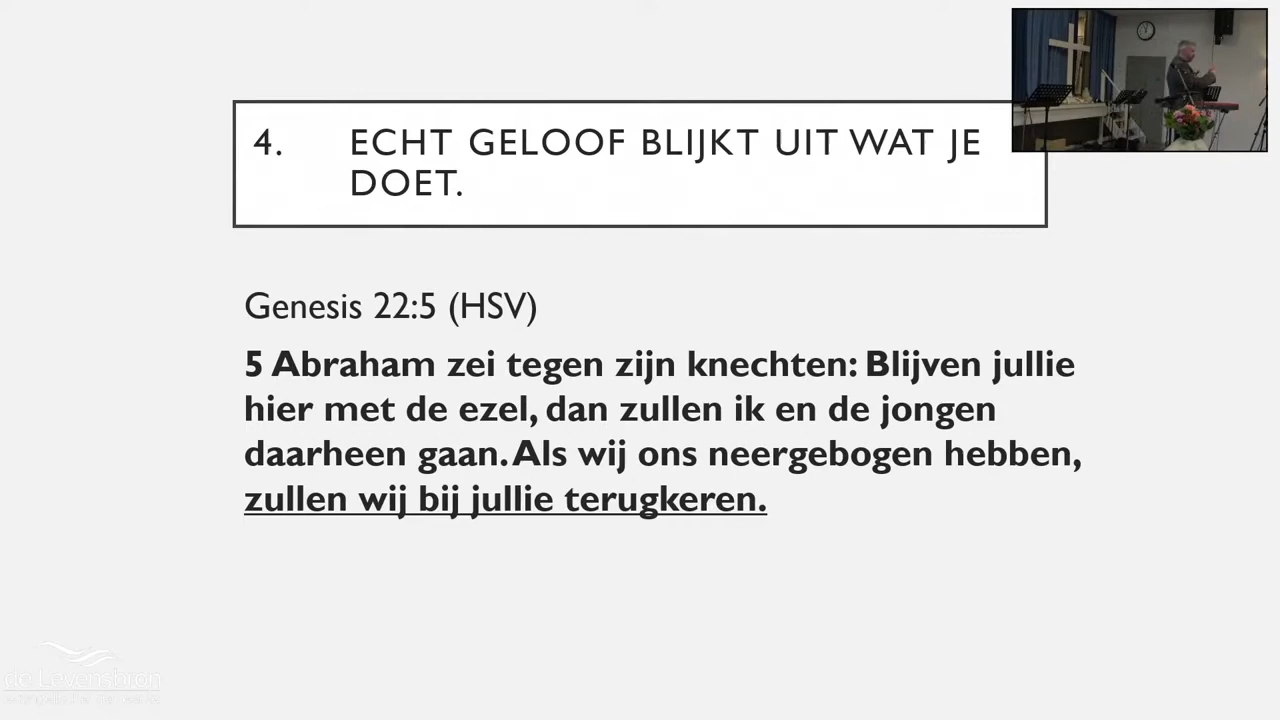 4. ECHT GELOOF BLIJKT UIT WAT JE
DOET.
Genesis 22:5 (HSV)
5 Abraham zei tegen zijn knechten: Blijven jullie
hier met de ezel, dan zullen ik en de jongen
daarheen gaan. Als wij ons neergebogen hebben,
zullen wij bij jullie terugkeren.
de Levensbron